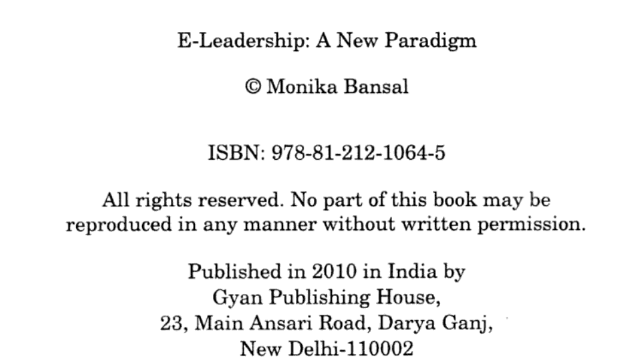 E-Leadership: A New Paradigm
© Monika Bansal
ISBN: 978-81-212-1064-5
All rights reserved. No part of this book may be
reproduced in any manner without written permission.
Published in 2010 in India by
Gyan Publishing House,
23, Main Ansari Road, Darya Ganj,
New Delhi-110002